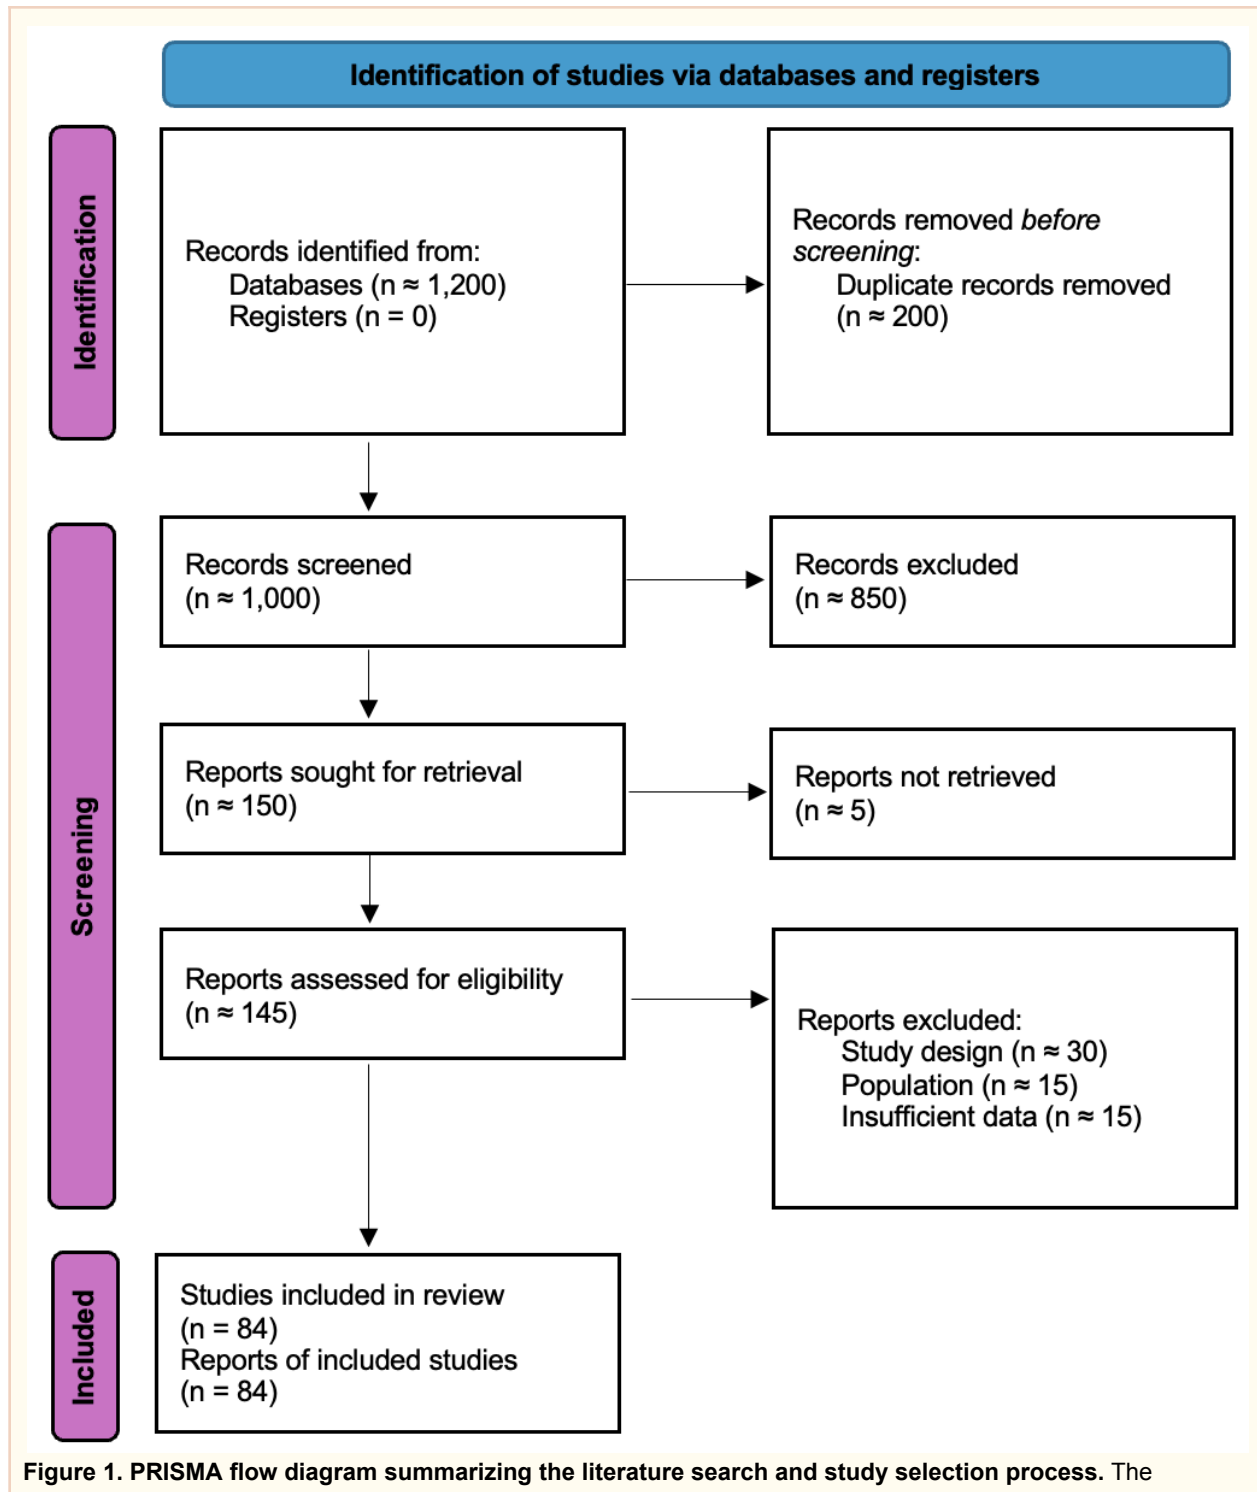 Identification of studies via databases and registers
Identification
Records identified from:
Databases (n ≈ 1,200)
Registers (n = 0)
Records removed before
screening:
Duplicate records removed
(n ≈ 200)
Screening
Records screened
(n ≈ 1,000)
Records excluded
(n ≈ 850)
Reports sought for retrieval
(n ≈ 150)
Reports not retrieved
(n ≈ 5)
Reports assessed for eligibility
(n ≈ 145)
Reports excluded:
Study design (n ≈ 30)
Population (n ≈ 15)
Insufficient data (n ≈ 15)
Included
Studies included in review
(n = 84)
Reports of included studies
(n = 84)
Figure 1. PRISMA flow diagram summarizing the literature search and study selection process. The